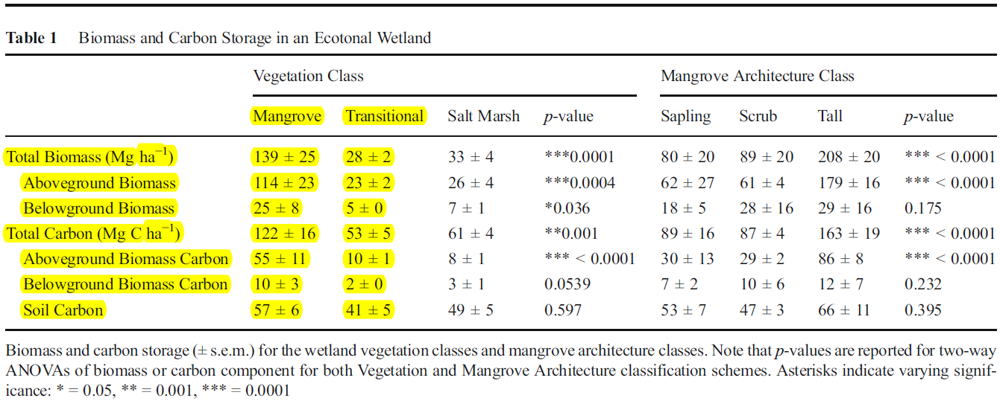 Table 1 Biomass and Carbon Storage in an Ecotonal Wetland
Vegetation Class Mangrove Architecture Class
Mangrove Transitional Salt Marsh p-value Sapling Scrub Tall p-value
Total Biomass (Mg ha⁻¹) 139 ± 25 28 ± 2 33 ± 4 ***0.0001 80 ± 20 89 ± 20 208 ± 20 *** < 0.0001
Aboveground Biomass 114 ± 23 23 ± 2 26 ± 4 ***0.0004 62 ± 27 61 ± 4 179 ± 16 *** < 0.0001
Belowground Biomass 25 ± 8 5 ± 0 7 ± 1 *0.036 18 ± 5 28 ± 16 29 ± 16 0.175
Total Carbon (Mg C ha⁻¹) 122 ± 16 53 ± 5 61 ± 4 **0.001 89 ± 16 87 ± 4 163 ± 19 *** < 0.0001
Aboveground Biomass Carbon 55 ± 11 10 ± 1 8 ± 1 *** < 0.0001 30 ± 13 29 ± 2 86 ± 8 *** < 0.0001
Belowground Biomass Carbon 10 ± 3 2 ± 0 3 ± 1 0.0539 7 ± 2 10 ± 6 12 ± 7 0.232
Soil Carbon 57 ± 6 41 ± 5 49 ± 5 0.597 53 ± 7 47 ± 3 66 ± 11 0.395
Biomass and carbon storage (± s.e.m.) for the wetland vegetation classes and mangrove architecture classes. Note that p-values are reported for two-way
ANOVAs of biomass or carbon component for both Vegetation and Mangrove Architecture classification schemes. Asterisks indicate varying signif-
icance: * = 0.05, ** = 0.001, *** = 0.0001